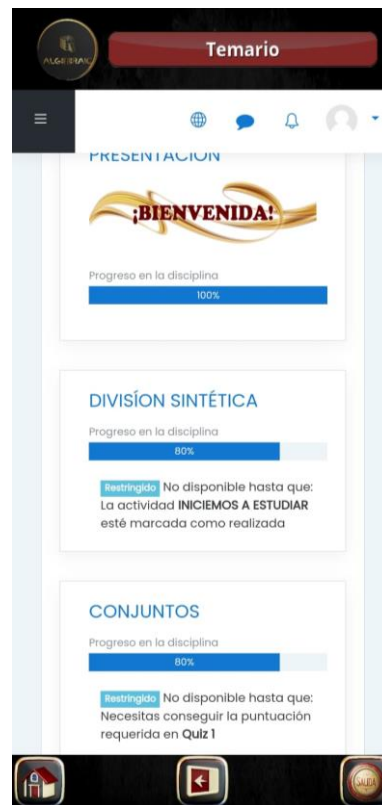 ALGEBRAIC
Temario
PRESENTACIÓN
¡BIENVENIDA!
Progreso en la disciplina
100%
DIVISÍON SINTÉTICA
Progreso en la disciplina
80%
Restringido No disponible hasta que:
La actividad INICIEMOS A ESTUDIAR
esté marcada como realizada
CONJUNTOS
Progreso en la disciplina
80%
Restringido No disponible hasta que:
Necesitas conseguir la puntuación
requerida en Quiz 1
SALIDA